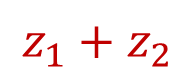 z₁ + z₂